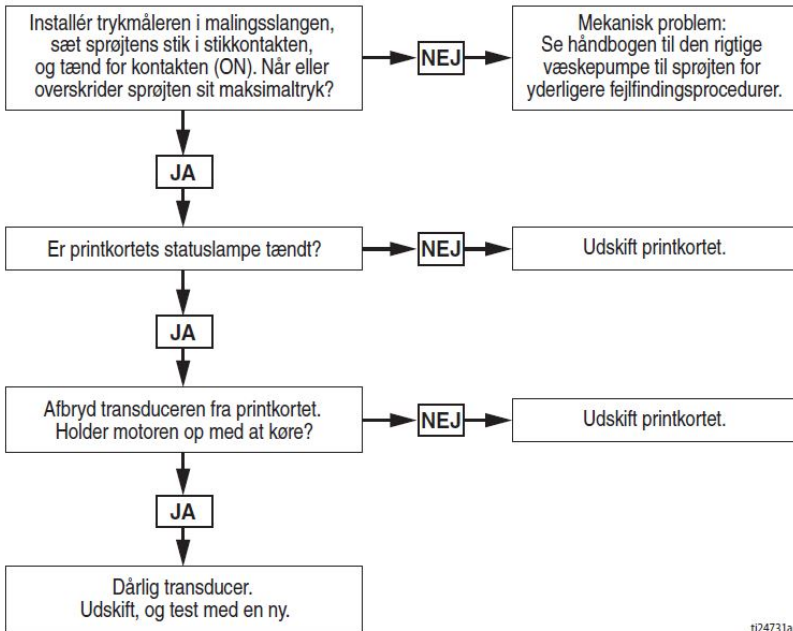 Installér trykmåleren i malingsslangen,
sæt sprøjtens stik i stikkontakten,
og tænd for kontakten (ON). Når eller
overskrider sprøjten sit maksimaltryk?
NEJ
Mekanisk problem:
Se håndbogen til den rigtige
væskepumpe til sprøjten for
yderligere fejlfindingsprocedurer.
JA
Er printkortets statuslampe tændt?
NEJ
Udskift printkortet.
JA
Afbryd transduceren fra printkortet.
Holder motoren op med at køre?
NEJ
Udskift printkortet.
JA
Dårlig transducer.
Udskift, og test med en ny.
ti24731a